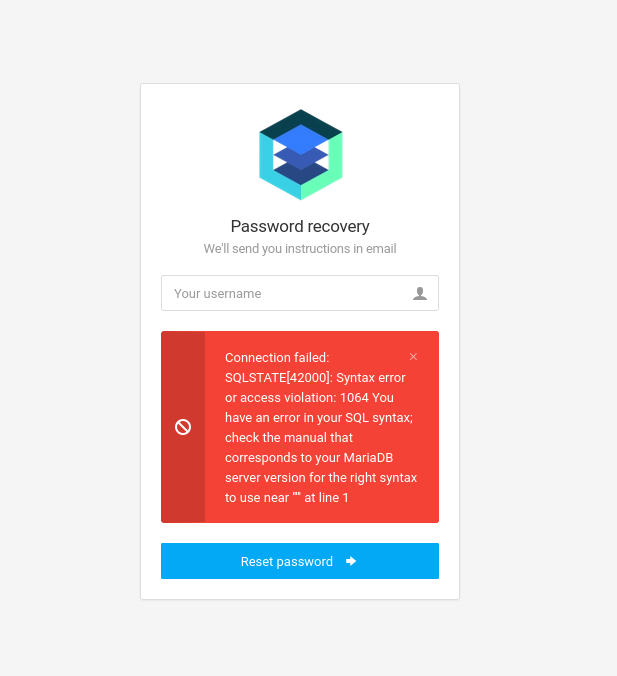 Password recovery
We'll send you instructions in email
Your username
Connection failed: ×
SQLSTATE[42000]: Syntax error
or access violation: 1064 You
have an error in your SQL syntax;
check the manual that
corresponds to your MariaDB
server version for the right syntax
to use near '''' at line 1
Reset password